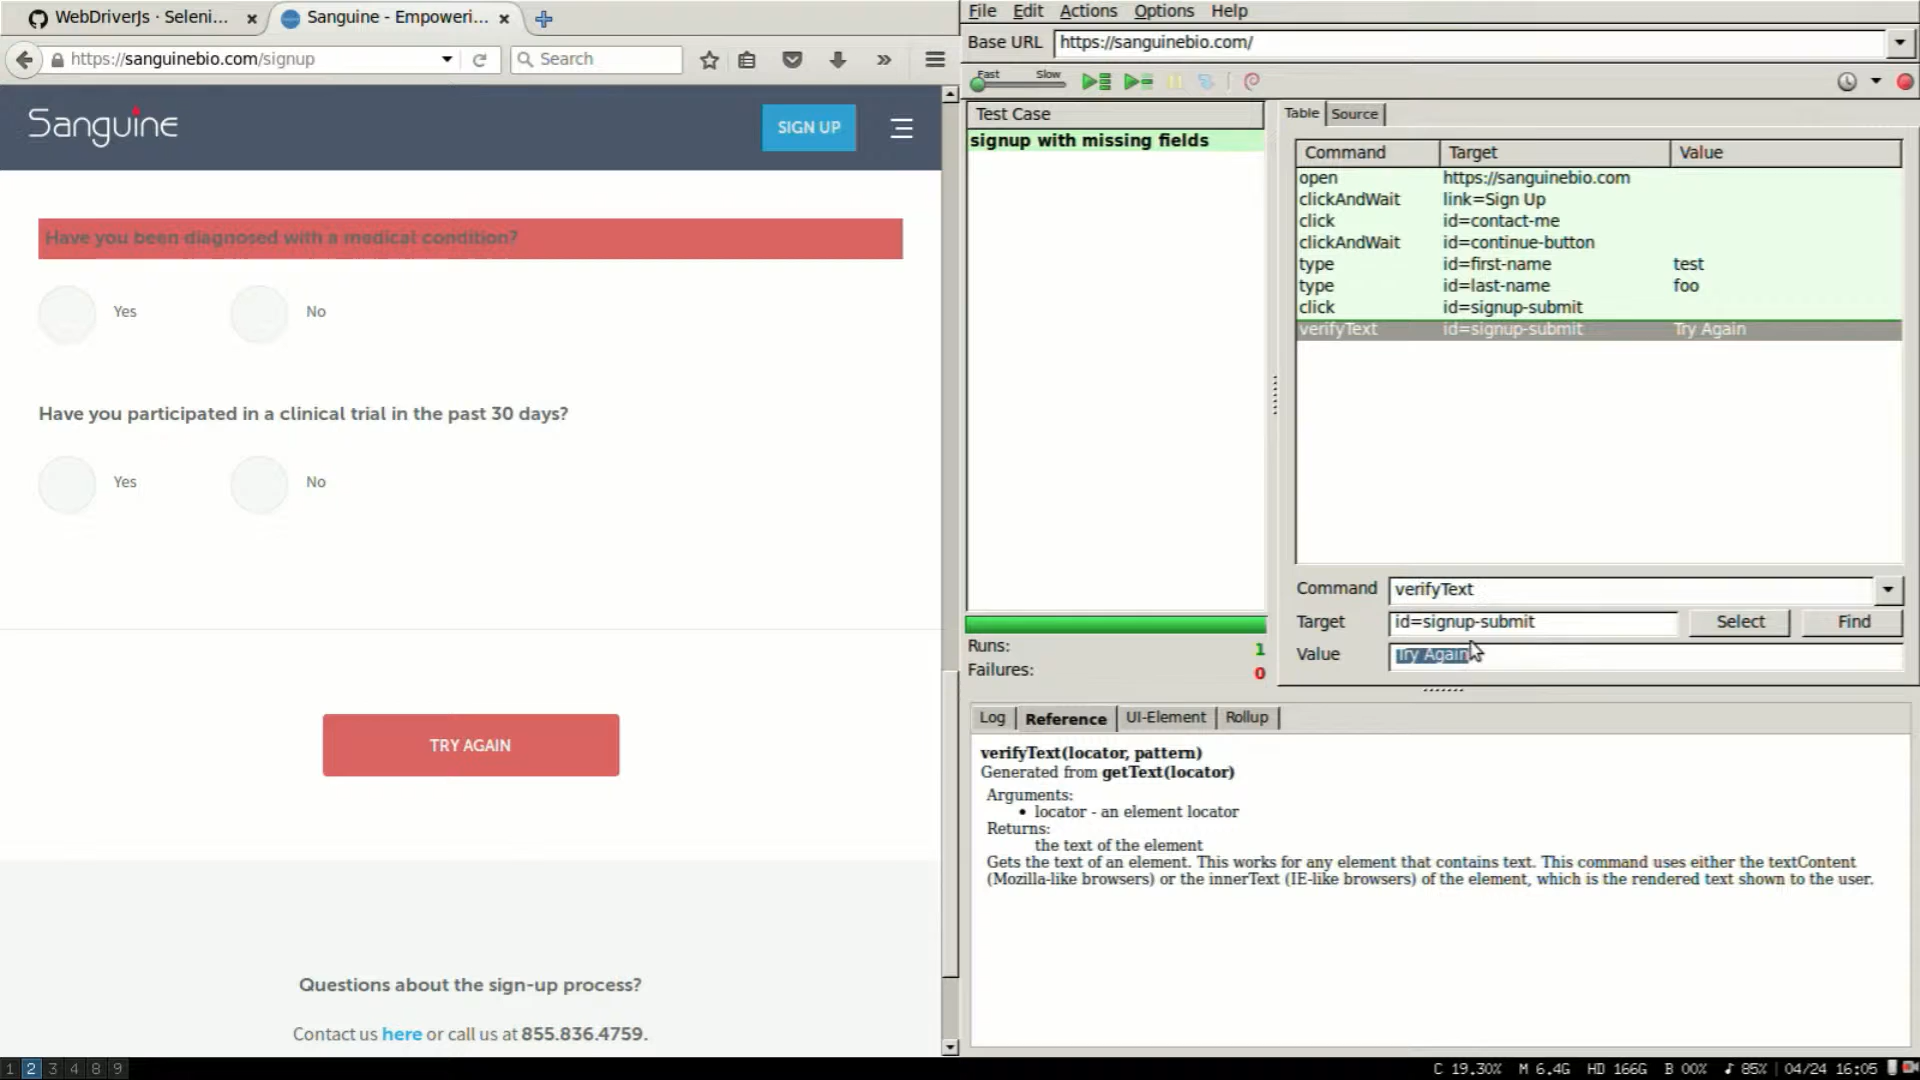 WebDriverJs · Seleni...
Sanguine - Empoweri...
https://sanguinebio.com/signup
Search
Sanguine
SIGN UP
Have you been diagnosed with a medical condition?
Yes
No
Have you participated in a clinical trial in the past 30 days?
Yes
No
TRY AGAIN
Questions about the sign-up process?
Contact us here or call us at 855.836.4759.
File Edit Actions Options Help
Base URL https://sanguinebio.com/
Fast Slow
Test Case
signup with missing fields
Runs: 1
Failures: 0
Table Source
Command Target Value
open https://sanguinebio.com
clickAndWait link=Sign Up
click id=contact-me
clickAndWait id=continue-button
type id=first-name test
type id=last-name foo
click id=signup-submit
verifyText id=signup-submit Try Again
Command verifyText
Target id=signup-submit Select Find
Value Try Again
Log Reference UI-Element Rollup
verifyText(locator, pattern)
Generated from getText(locator)
Arguments:
• locator - an element locator
Returns:
the text of the element
Gets the text of an element. This works for any element that contains text. This command uses either the textContent
(Mozilla-like browsers) or the innerText (IE-like browsers) of the element, which is the rendered text shown to the user.
1 2 3 4 8 9
C 19.30% M 6.4G HD 166G B 00% ♪ 85% 04/24 16:05